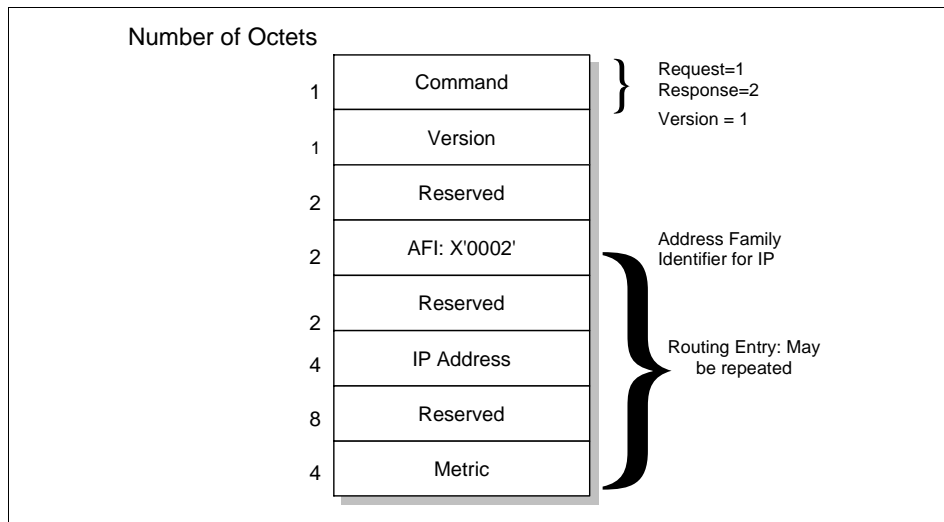 Number of Octets
1
Command
Request=1
Response=2
Version = 1
1
Version
2
Reserved
2
AFI: X'0002'
Address Family
Identifier for IP
2
Reserved
4
IP Address
Routing Entry: May
be repeated
8
Reserved
4
Metric